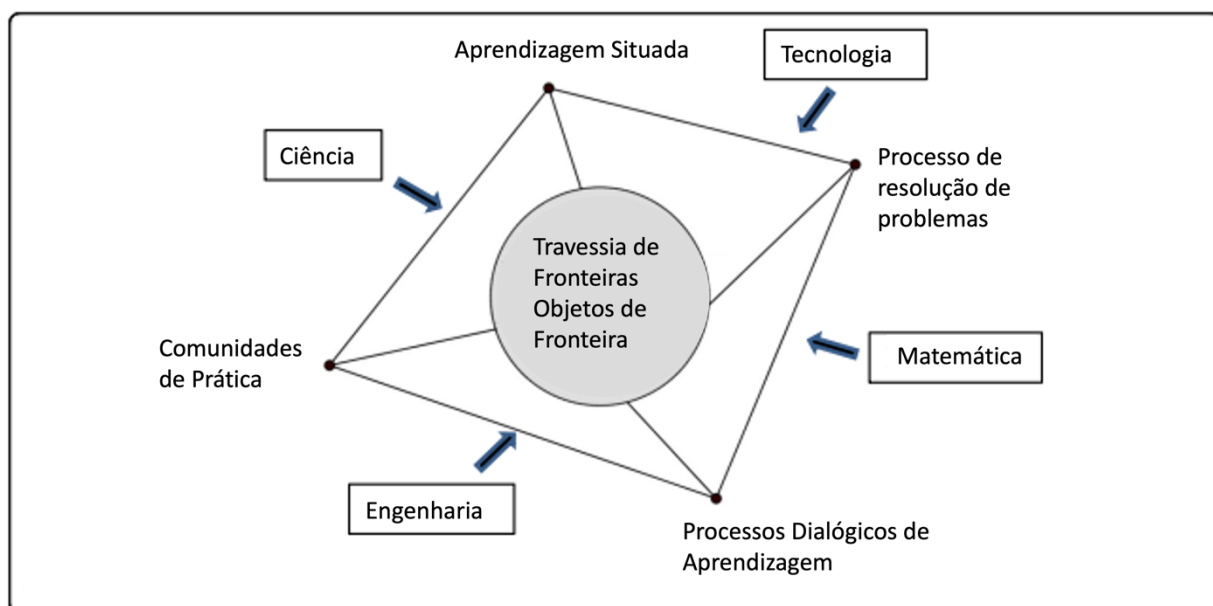 Aprendizagem Situada
Tecnologia
Ciência
Processo de
resolução de
problemas
Travessia de
Fronteiras
Objetos de
Fronteira
Comunidades
de Prática
Matemática
Engenharia
Processos Dialógicos de
Aprendizagem